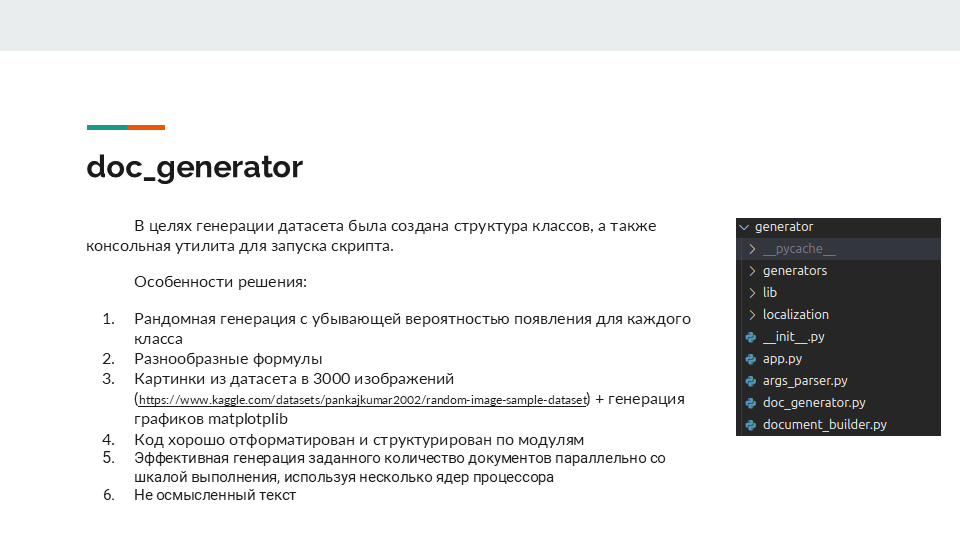 doc_generator
В целях генерации датасета была создана структура классов, а также
консольная утилита для запуска скрипта.
Особенности решения:
1. Рандомная генерация с убывающей вероятностью появления для каждого
класса
2. Разнообразные формулы
3. Картинки из датасета в 3000 изображений
(https://www.kaggle.com/datasets/pankajkumar2002/random-image-sample-dataset) + генерация
графиков matplotplib
4. Код хорошо отформатирован и структурирован по модулям
5. Эффективная генерация заданного количество документов параллельно со
шкалой выполнения, используя несколько ядер процессора
6. Не осмысленный текст
generator
__pycache__
generators
lib
localization
__init__.py
app.py
args_parser.py
doc_generator.py
document_builder.py